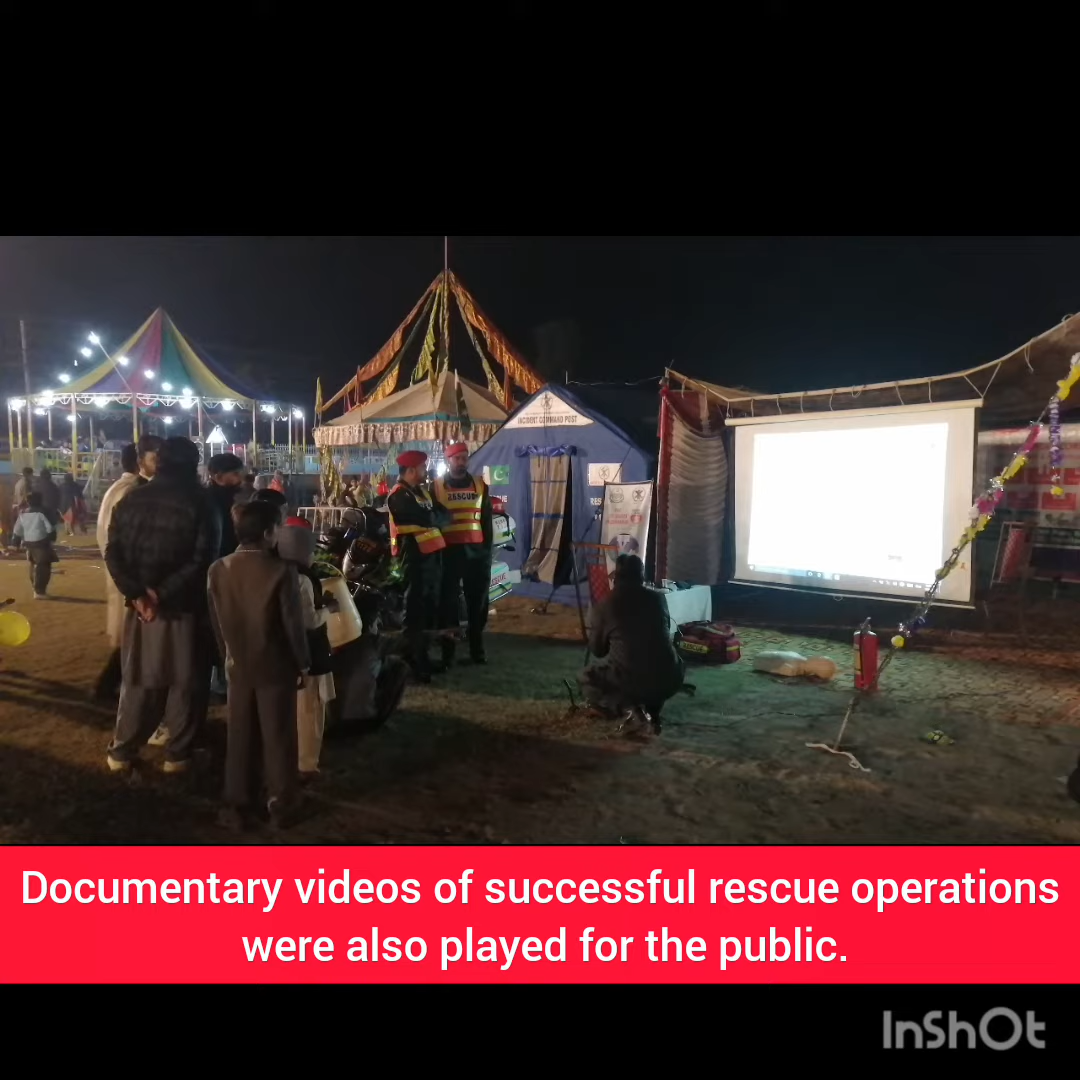 INCIDENT COMMAND POST
RESCUE
Documentary videos of successful rescue operations
were also played for the public.
InShOt